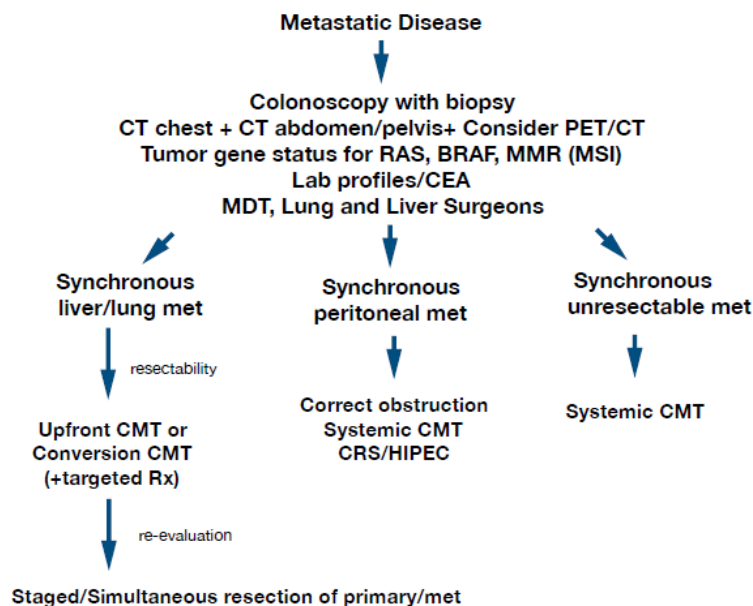 Metastatic Disease
Colonoscopy with biopsy
CT chest + CT abdomen/pelvis+ Consider PET/CT
Tumor gene status for RAS, BRAF, MMR (MSI)
Lab profiles/CEA
MDT, Lung and Liver Surgeons
Synchronous
liver/lung met
resectability
Upfront CMT or
Conversion CMT
(+targeted Rx)
re-evaluation
Staged/Simultaneous resection of primary/met
Synchronous
peritoneal met
Correct obstruction
Systemic CMT
CRS/HIPEC
Synchronous
unresectable met
Systemic CMT